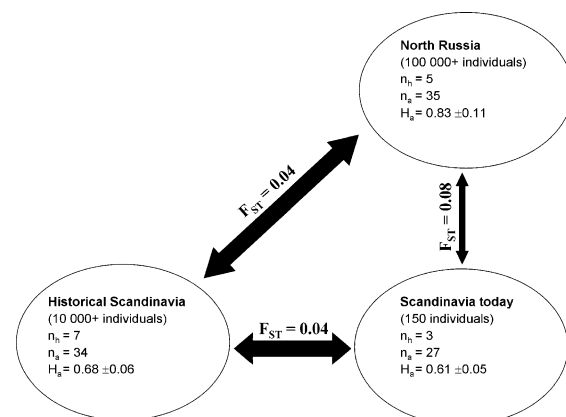 North Russia
(100 000+ individuals)
nh = 5
na = 35
Ha = 0.83 ±0.11
FST = 0.04
FST = 0.08
Historical Scandinavia
(10 000+ individuals)
nh = 7
na = 34
Ha = 0.68 ±0.06
FST = 0.04
Scandinavia today
(150 individuals)
nh = 3
na = 27
Ha = 0.61 ±0.05